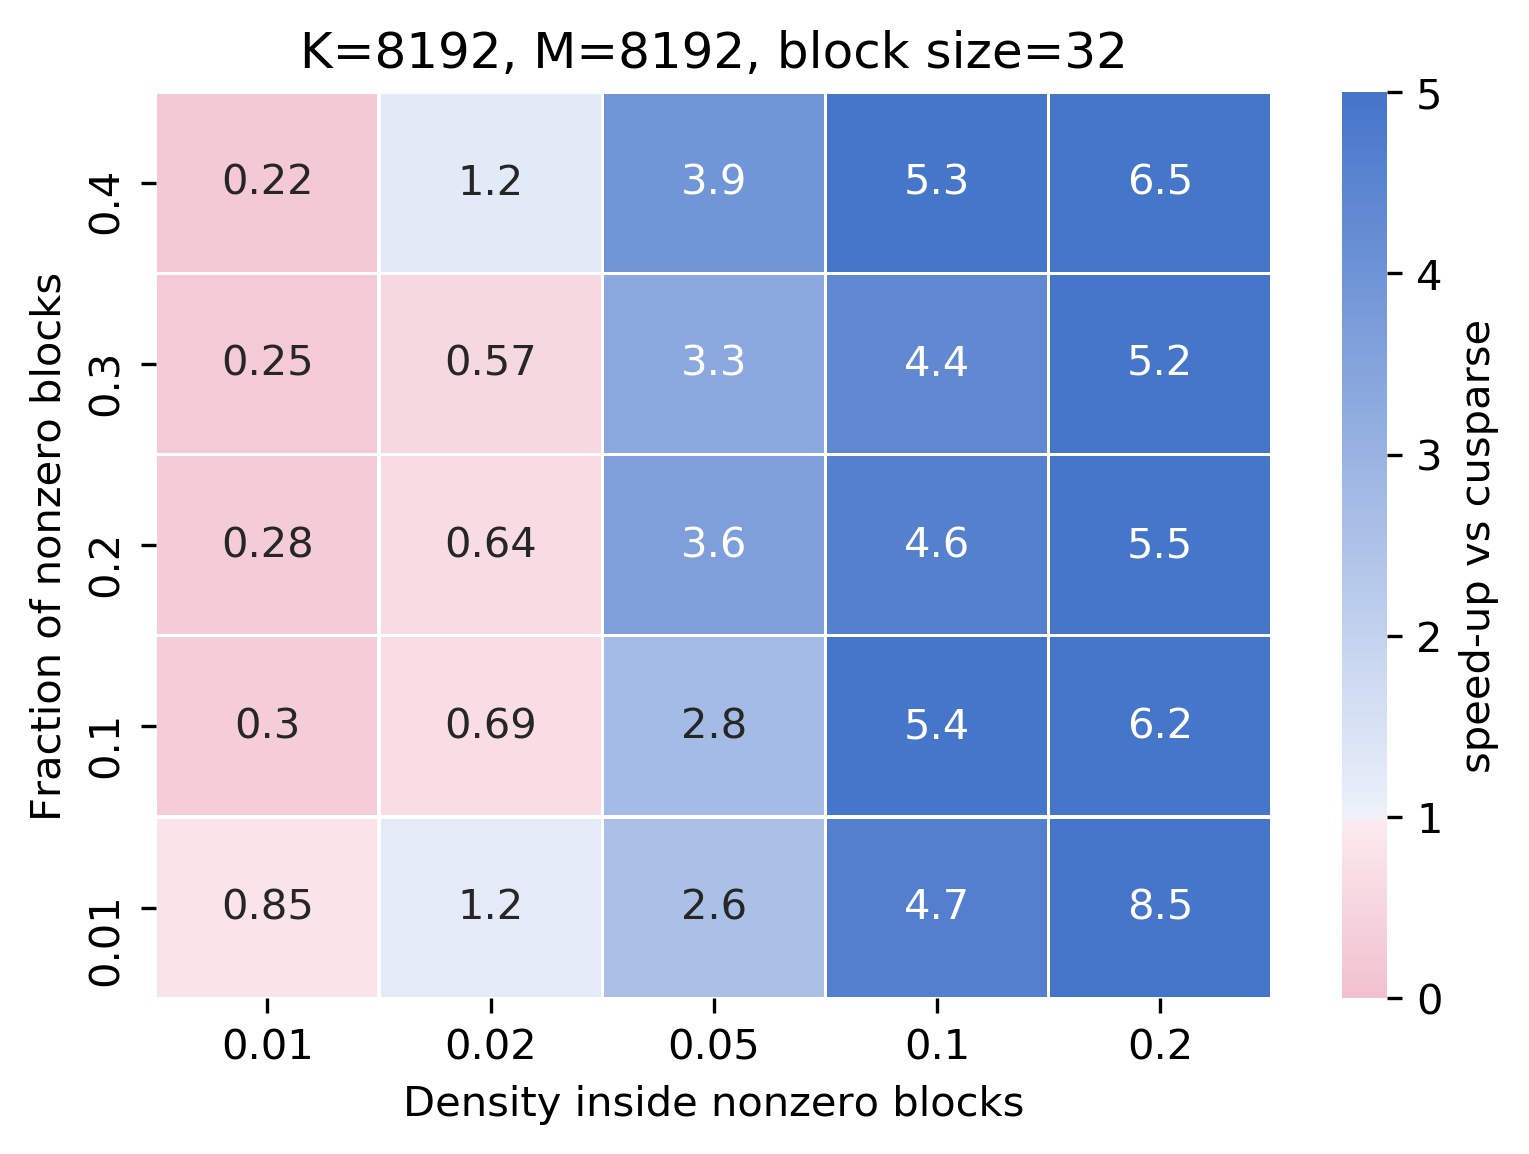 K=8192, M=8192, block size=32
Fraction of nonzero blocks
0.4 0.22 1.2 3.9 5.3 6.5
0.3 0.25 0.57 3.3 4.4 5.2
0.2 0.28 0.64 3.6 4.6 5.5
0.1 0.3 0.69 2.8 5.4 6.2
0.01 0.85 1.2 2.6 4.7 8.5
0.01 0.02 0.05 0.1 0.2
Density inside nonzero blocks
5
4
3
2
1
0
speed-up vs cusparse